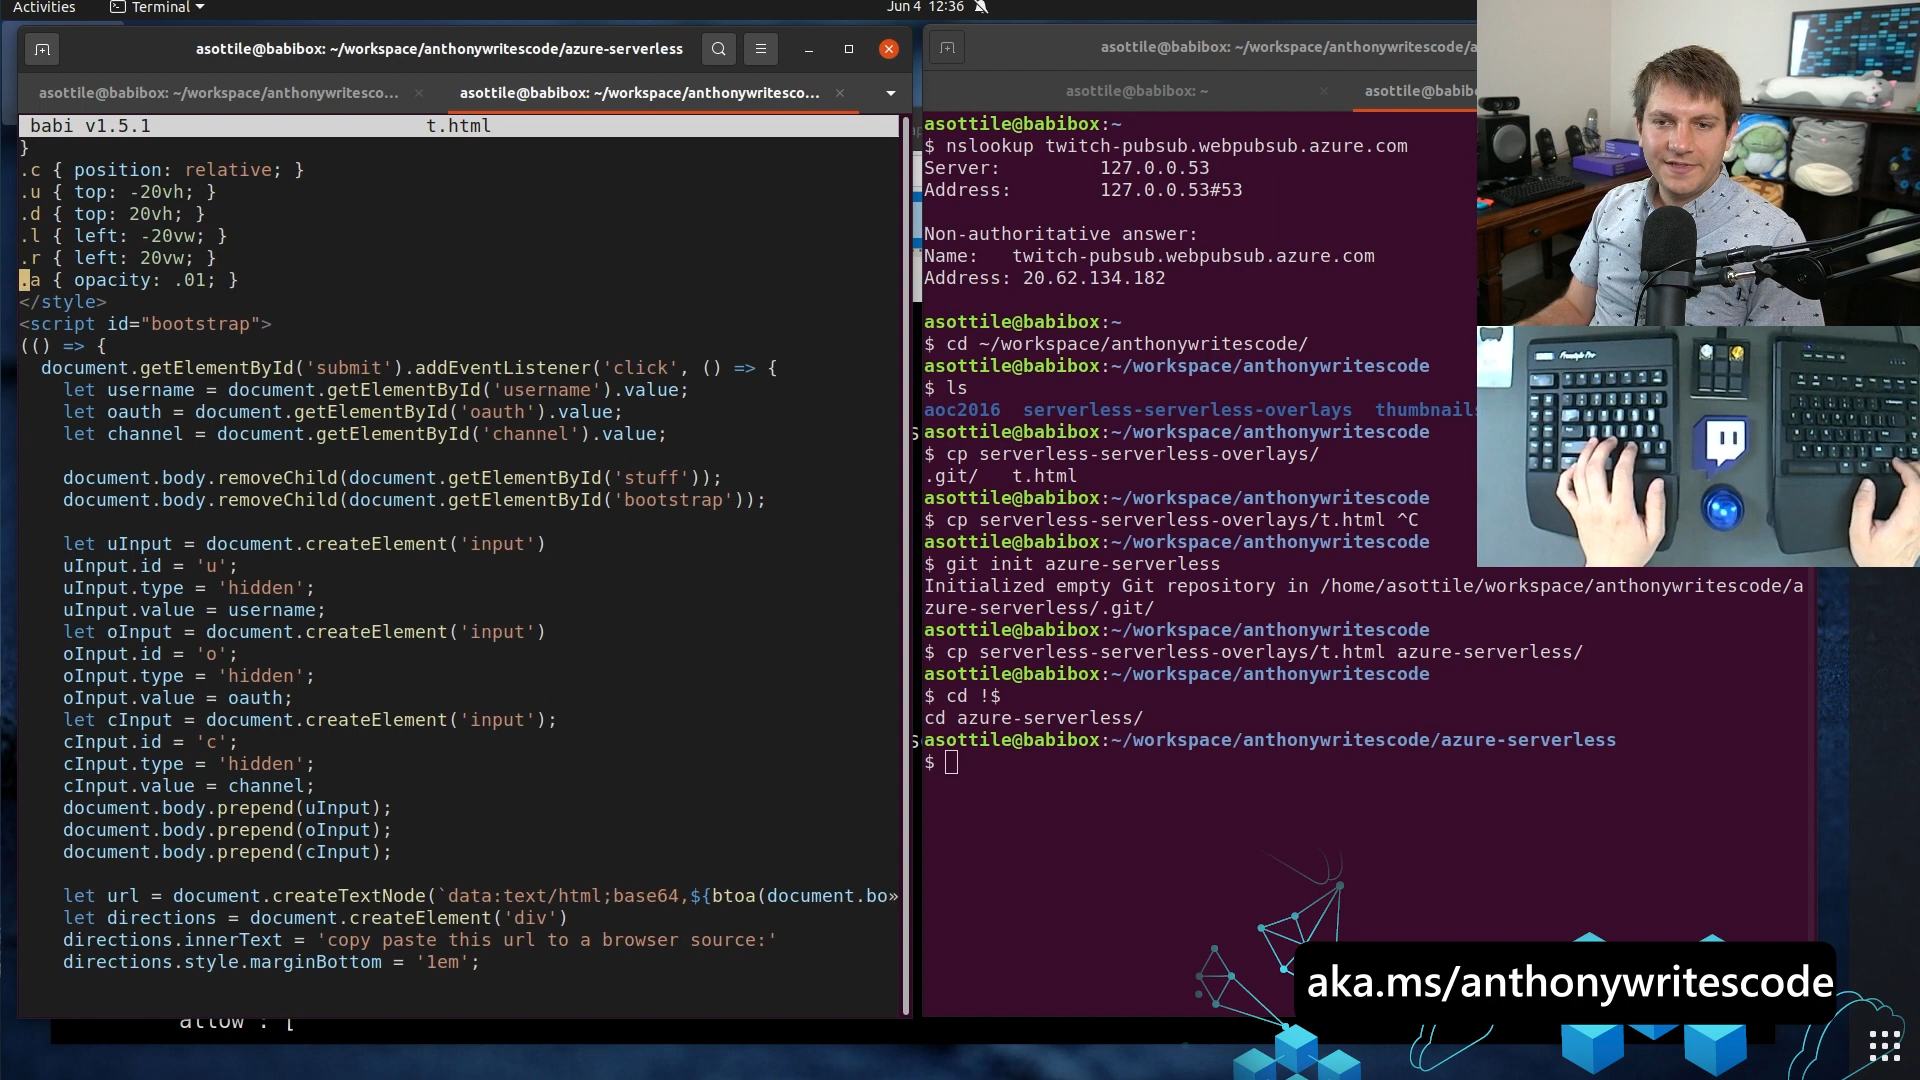 Activities
Terminal
Jun 4 12:36
asottile@babibox: ~/workspace/anthonywritescode/azure-serverless
asottile@babibox: ~/workspace/anthonywritesco...
asottile@babibox: ~/workspace/anthonywritesco...
babi v1.5.1 t.html
}
.c { position: relative; }
.u { top: -20vh; }
.d { top: 20vh; }
.l { left: -20vw; }
.r { left: 20vw; }
.a { opacity: .01; }
</style>
<script id="bootstrap">
(() => {
document.getElementById('submit').addEventListener('click', () => {
let username = document.getElementById('username').value;
let oauth = document.getElementById('oauth').value;
let channel = document.getElementById('channel').value;
document.body.removeChild(document.getElementById('stuff'));
document.body.removeChild(document.getElementById('bootstrap'));
let uInput = document.createElement('input')
uInput.id = 'u';
uInput.type = 'hidden';
uInput.value = username;
let oInput = document.createElement('input')
oInput.id = 'o';
oInput.type = 'hidden';
oInput.value = oauth;
let cInput = document.createElement('input');
cInput.id = 'c';
cInput.type = 'hidden';
cInput.value = channel;
document.body.prepend(uInput);
document.body.prepend(oInput);
document.body.prepend(cInput);
let url = document.createTextNode(`data:text/html;base64,${btoa(document.bo»
let directions = document.createElement('div')
directions.innerText = 'copy paste this url to a browser source:'
directions.style.marginBottom = '1em';
allow : [
asottile@babibox: ~/workspace/anthonywritescode/a
asottile@babibox: ~
asottile@babibo
asottile@babibox:~
$ nslookup twitch-pubsub.webpubsub.azure.com
Server: 127.0.0.53
Address: 127.0.0.53#53
Non-authoritative answer:
Name: twitch-pubsub.webpubsub.azure.com
Address: 20.62.134.182
asottile@babibox:~
$ cd ~/workspace/anthonywritescode/
asottile@babibox:~/workspace/anthonywritescode
$ ls
aoc2016 serverless-serverless-overlays thumbnails
asottile@babibox:~/workspace/anthonywritescode
$ cp serverless-serverless-overlays/
.git/ t.html
asottile@babibox:~/workspace/anthonywritescode
$ cp serverless-serverless-overlays/t.html ^C
asottile@babibox:~/workspace/anthonywritescode
$ git init azure-serverless
Initialized empty Git repository in /home/asottile/workspace/anthonywritescode/a
zure-serverless/.git/
asottile@babibox:~/workspace/anthonywritescode
$ cp serverless-serverless-overlays/t.html azure-serverless/
asottile@babibox:~/workspace/anthonywritescode
$ cd !$
cd azure-serverless/
asottile@babibox:~/workspace/anthonywritescode/azure-serverless
$
aka.ms/anthonywritescode